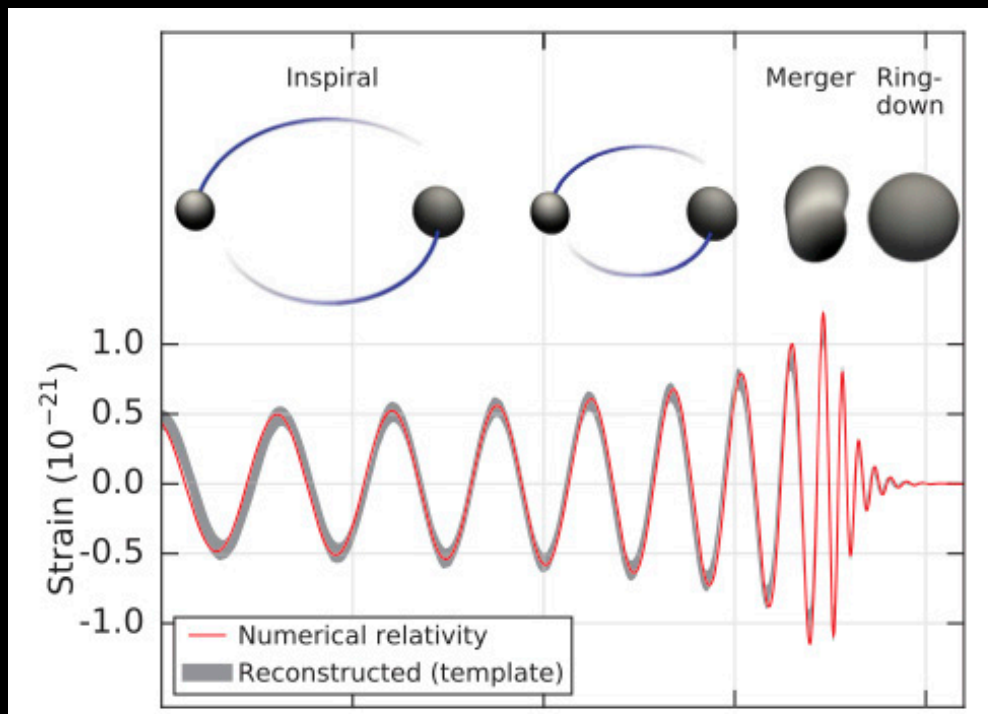 Inspiral
Merger
Ring-
down
Strain (10⁻²¹)
1.0
0.5
0.0
-0.5
-1.0
Numerical relativity
Reconstructed (template)